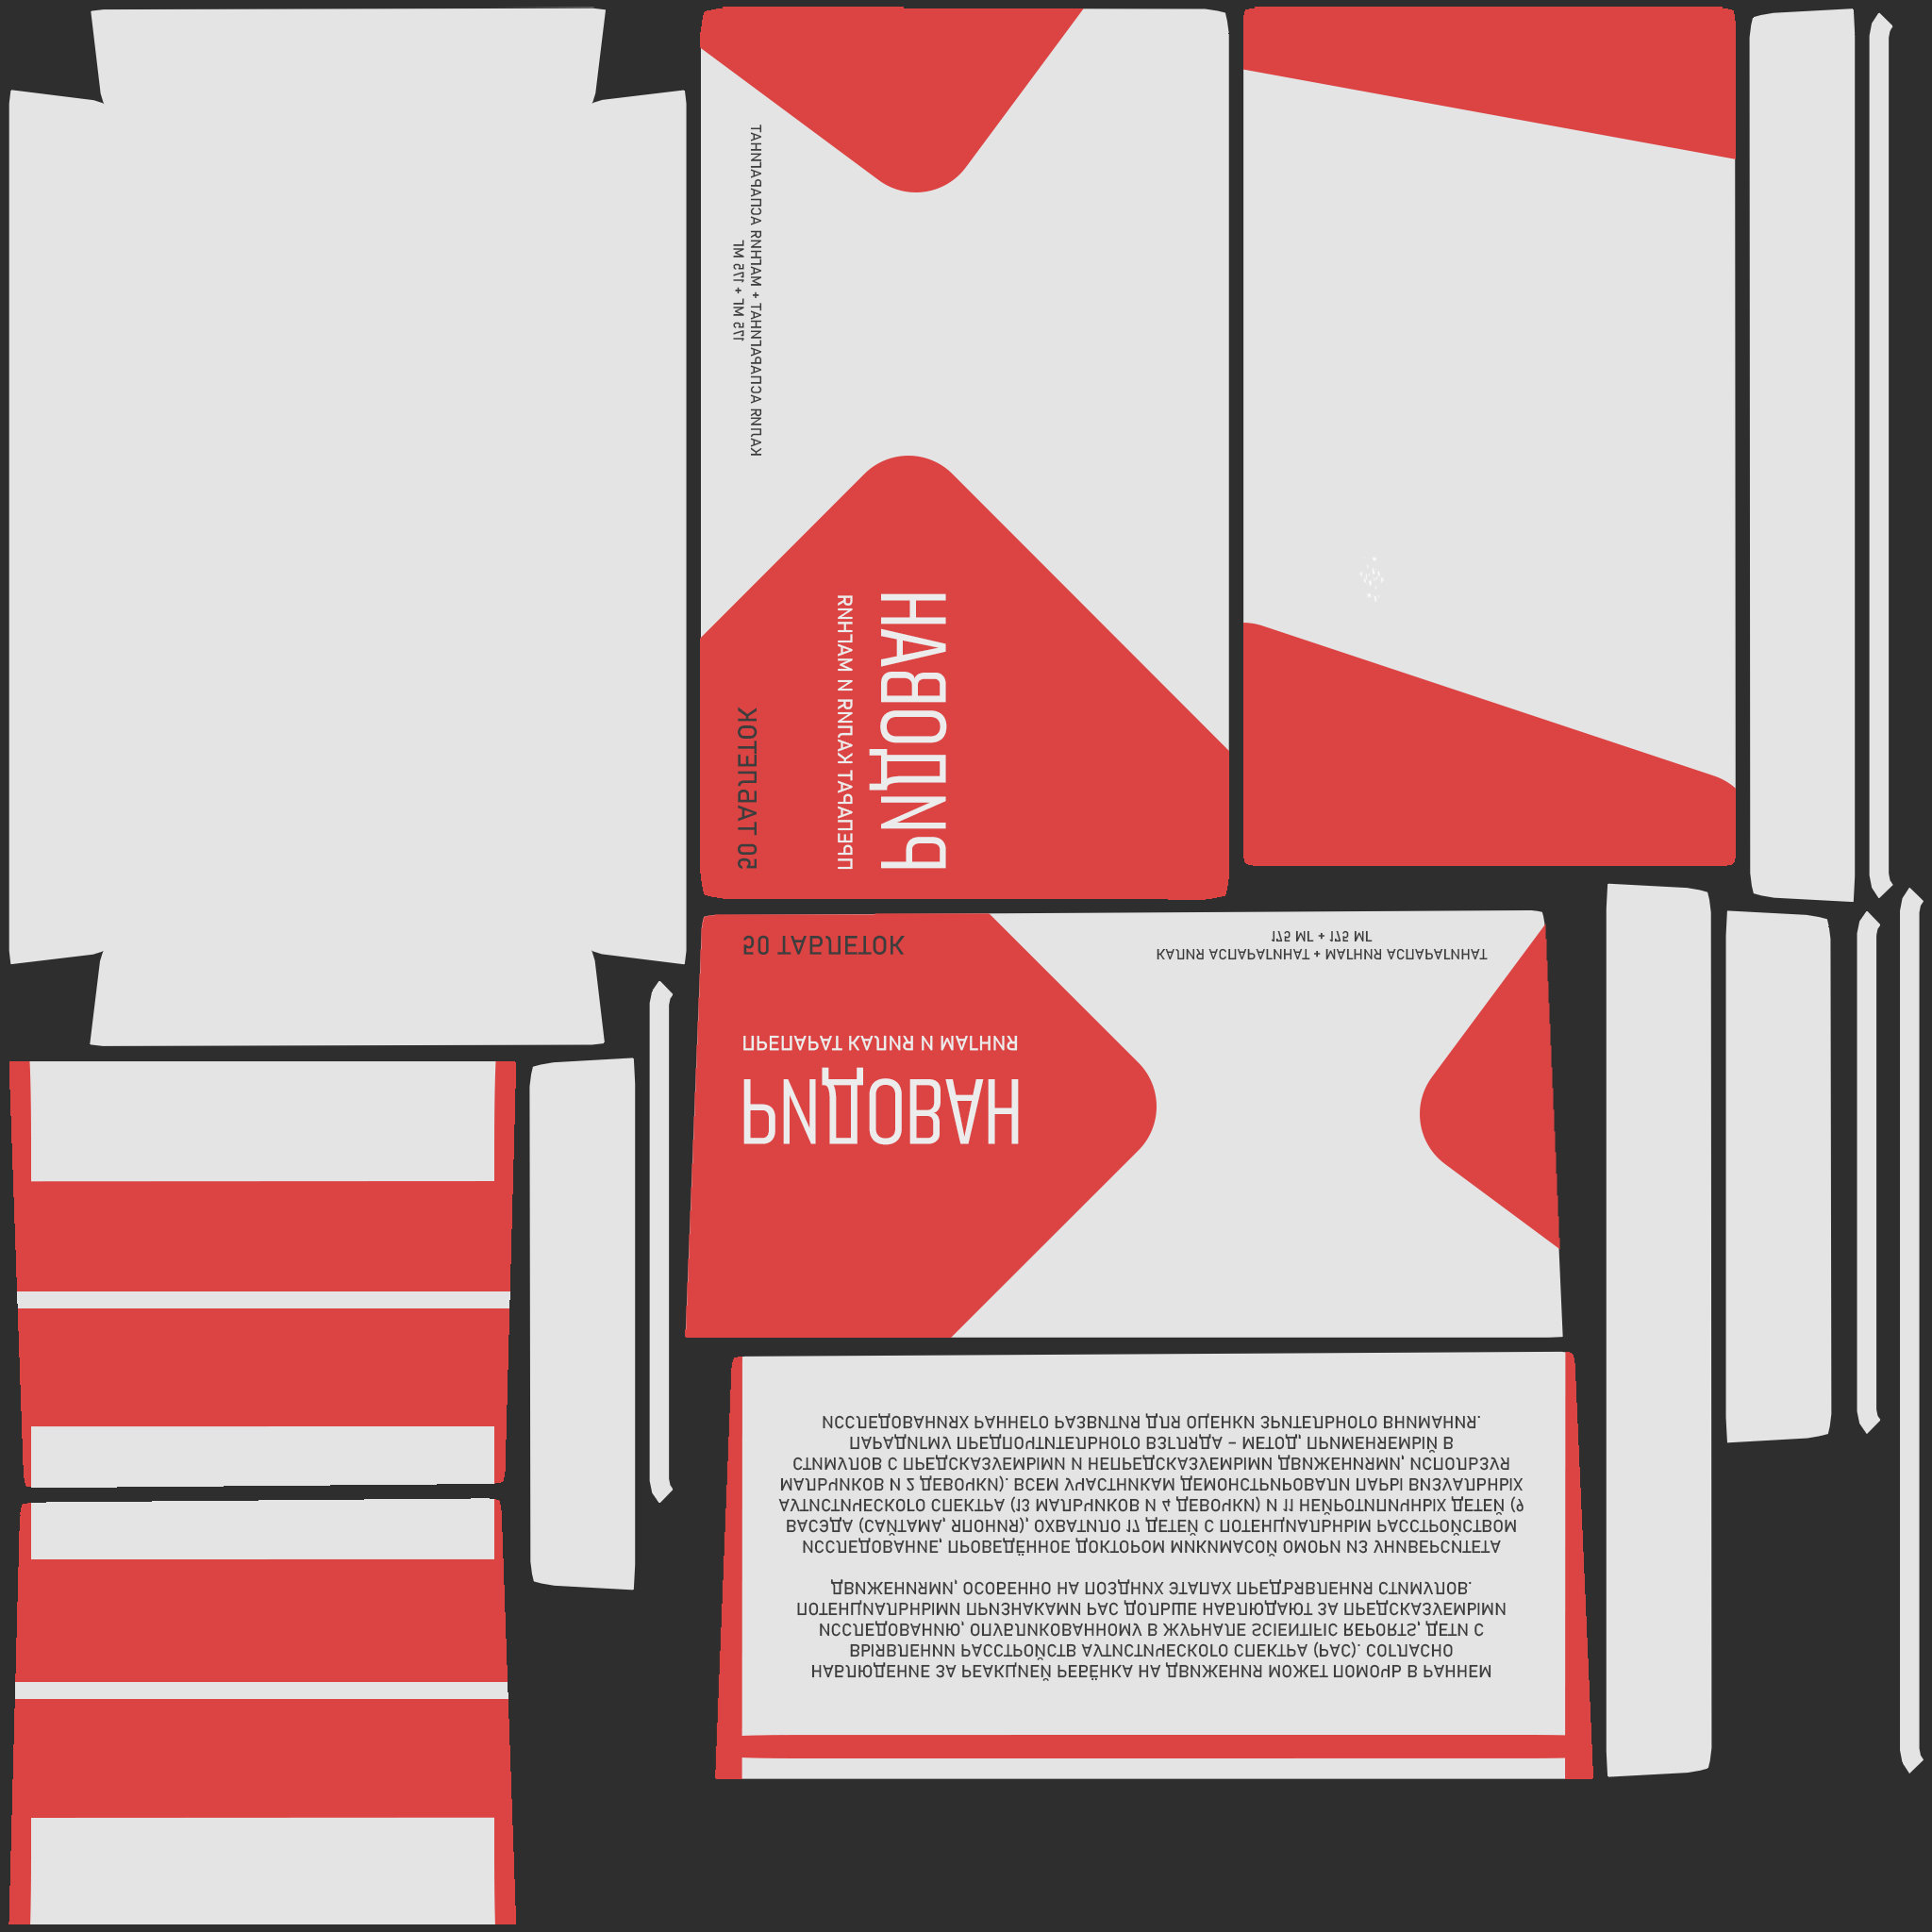 РИДОВАН
ПРЕПАРАТ КАЛИЯ И МАГНИЯ
50 ТАБЛЕТОК
КАЛИЯ АСПАРАГИНАТ + МАГНИЯ АСПАРАГИНАТ
175 МГ + 175 МГ
РИДОВАН
ПРЕПАРАТ КАЛИЯ И МАГНИЯ
50 ТАБЛЕТОК
КАЛИЯ АСПАРАГИНАТ + МАГНИЯ АСПАРАГИНАТ
175 МГ + 175 МГ
НАБЛЮДЕНИЕ ЗА РЕАКЦИЕЙ РЕБЁНКА НА ДВИЖЕНИЯ МОЖЕТ ПОМОЧЬ В РАННЕМ
ВЫЯВЛЕНИИ РАССТРОЙСТВ АУТИСТИЧЕСКОГО СПЕКТРА (РАС). СОГЛАСНО
ИССЛЕДОВАНИЮ, ОПУБЛИКОВАННОМУ В ЖУРНАЛЕ SCIENTIFIC REPORTS, ДЕТИ С
ПОТЕНЦИАЛЬНЫМИ ПРИЗНАКАМИ РАС ДОЛЬШЕ НАБЛЮДАЮТ ЗА ПРЕДСКАЗУЕМЫМИ
ДВИЖЕНИЯМИ, ОСОБЕННО НА ПОЗДНИХ ЭТАПАХ ПРЕДЪЯВЛЕНИЯ СТИМУЛОВ.
ИССЛЕДОВАНИЕ, ПРОВЕДЁННОЕ ДОКТОРОМ МИКИМАСОЙ ОМОРИ ИЗ УНИВЕРСИТЕТА
ВАСЭДА (САЙТАМА, ЯПОНИЯ), ОХВАТИЛО 17 ДЕТЕЙ С ПОТЕНЦИАЛЬНЫМ РАССТРОЙСТВОМ
АУТИСТИЧЕСКОГО СПЕКТРА (13 МАЛЬЧИКОВ И 4 ДЕВОЧКИ) И 11 НЕЙРОТИПИЧНЫХ ДЕТЕЙ (9
МАЛЬЧИКОВ И 2 ДЕВОЧКИ). ВСЕМ УЧАСТНИКАМ ДЕМОНСТРИРОВАЛИ ПАРЫ ВИЗУАЛЬНЫХ
СТИМУЛОВ С ПРЕДСКАЗУЕМЫМИ И НЕПРЕДСКАЗУЕМЫМИ ДВИЖЕНИЯМИ, ИСПОЛЬЗУЯ
ПАРАДИГМУ ПРЕДПОЧТИТЕЛЬНОГО ВЗГЛЯДА – МЕТОД, ПРИМЕНЯЕМЫЙ В
ИССЛЕДОВАНИЯХ РАННЕГО РАЗВИТИЯ ДЛЯ ОЦЕНКИ ЗРИТЕЛЬНОГО ВНИМАНИЯ.